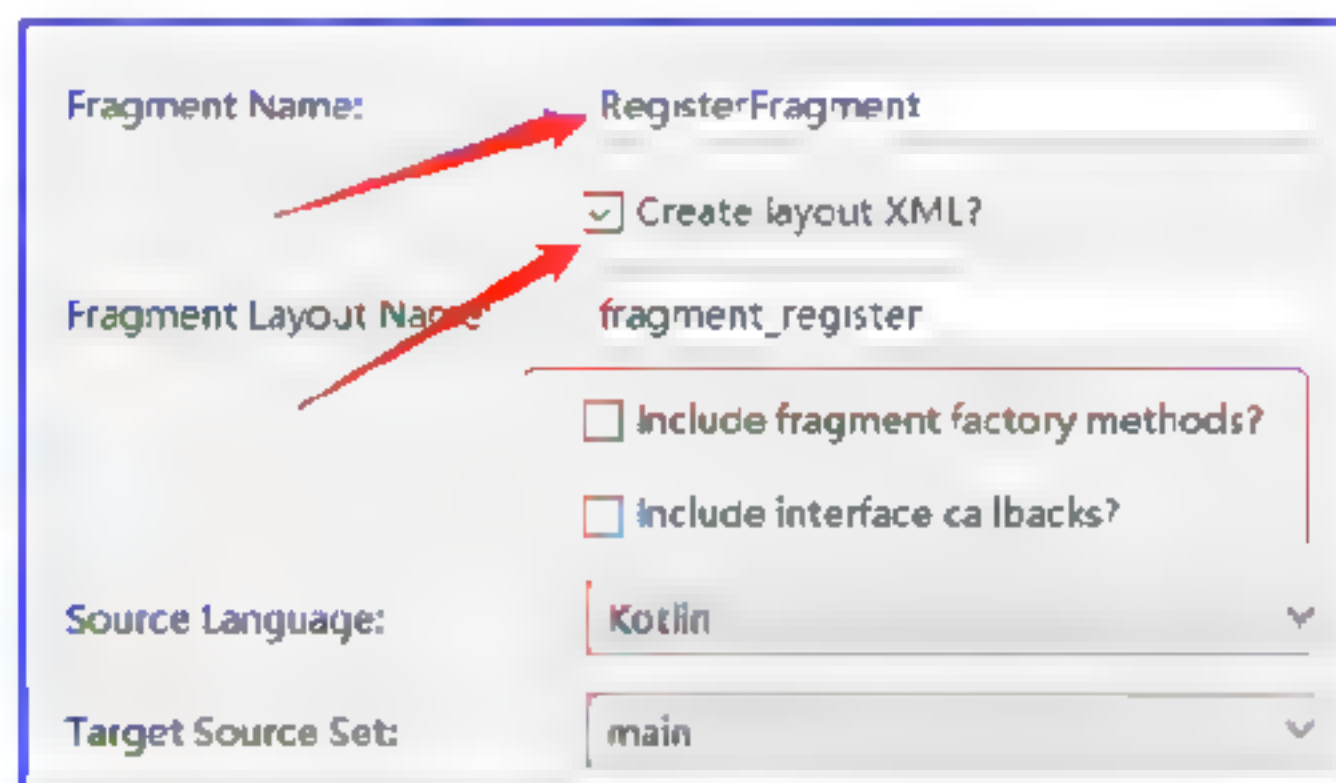 Fragment Name: RegisterFragment
Create layout XML?
Fragment Layout Name fragment_register
Include fragment factory methods?
Include interface callbacks?
Source Language: Kotlin
Target Source Set: main